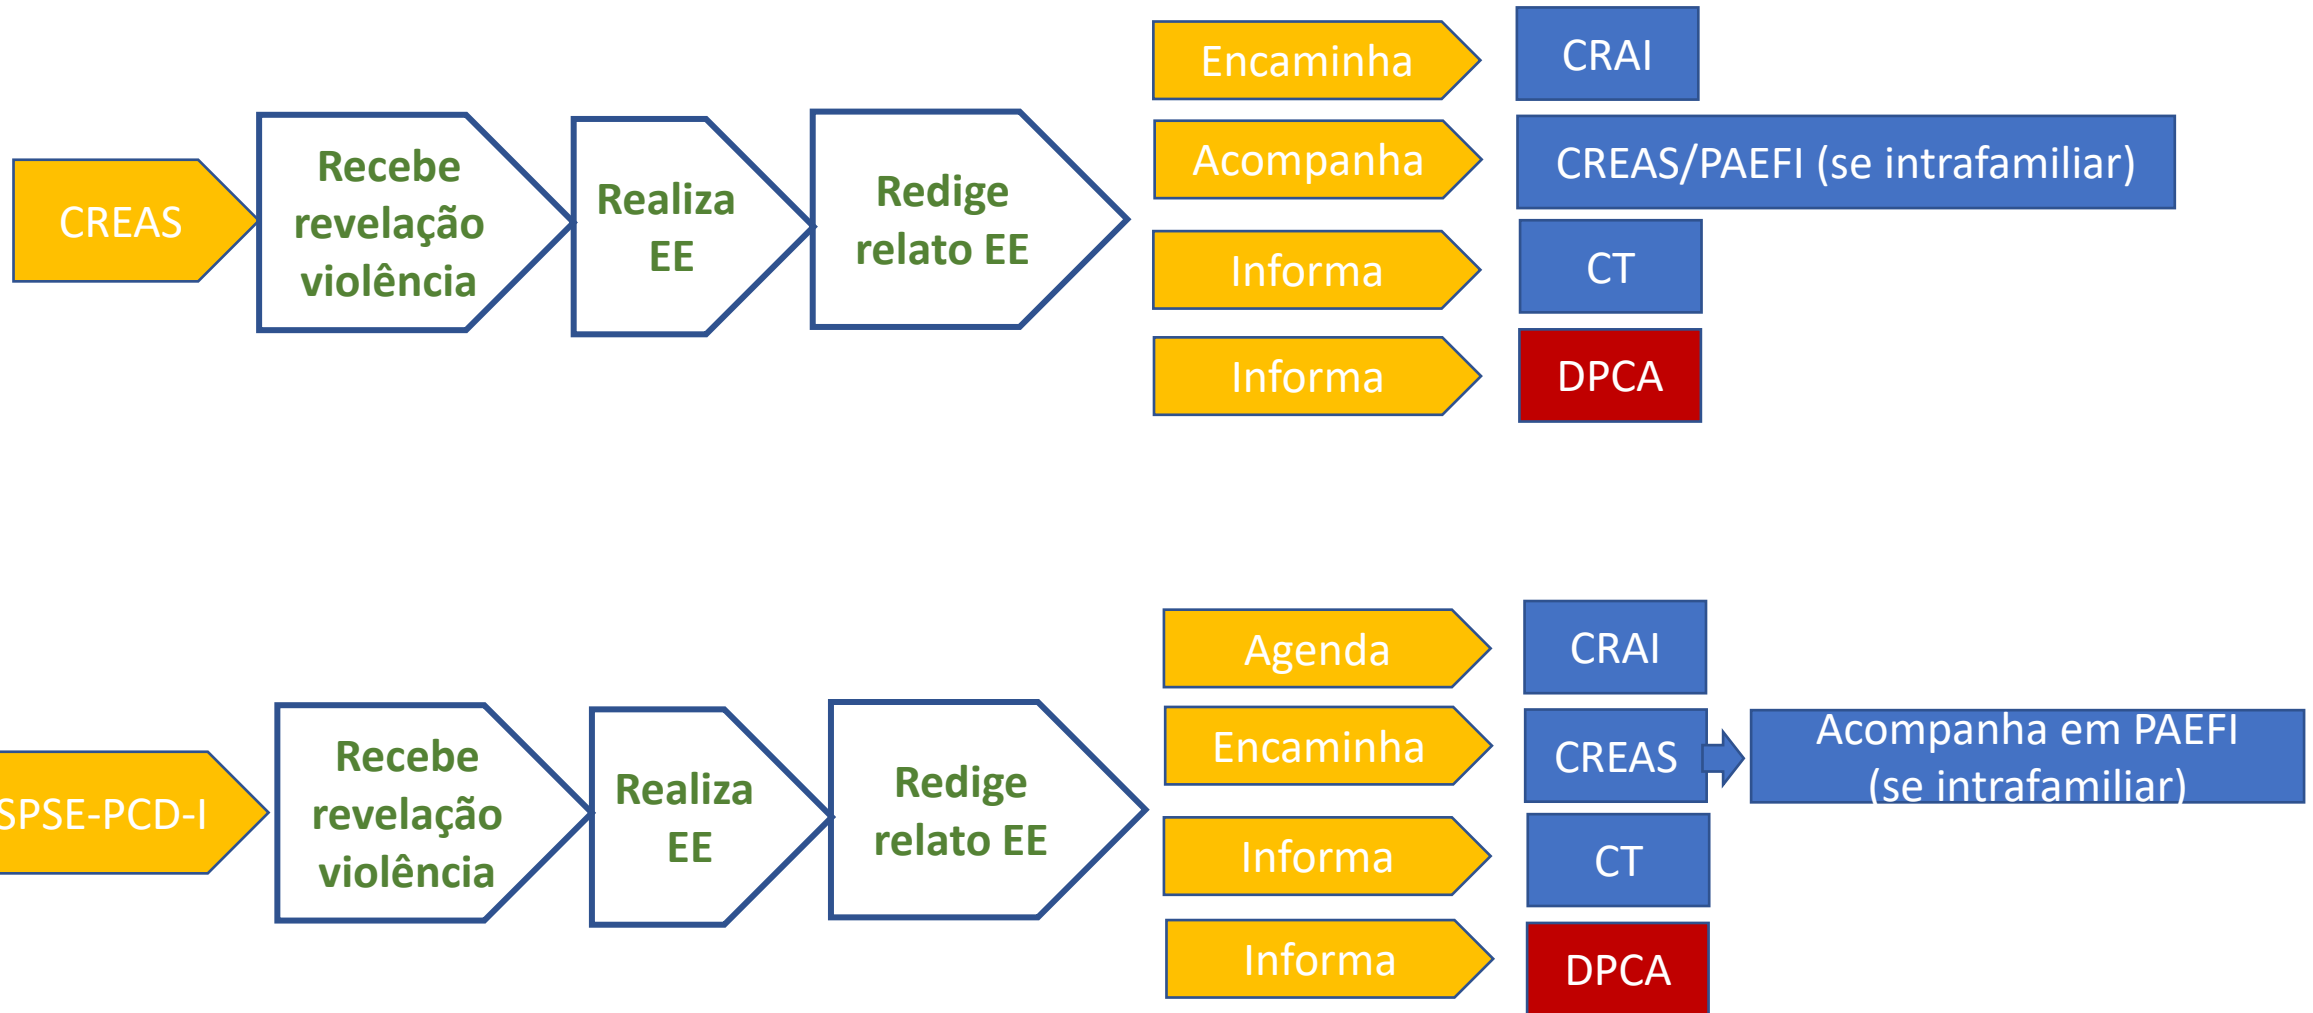 CREAS
Recebe
revelação
violência
Realiza
EE
Redige
relato EE
Encaminha
CRAI
Acompanha
CREAS/PAEFI (se intrafamiliar)
Informa
CT
Informa
DPCA
SPSE-PCD-I
Recebe
revelação
violência
Realiza
EE
Redige
relato EE
Agenda
CRAI
Encaminha
CREAS
Acompanha em PAEFI
(se intrafamiliar)
Informa
CT
Informa
DPCA